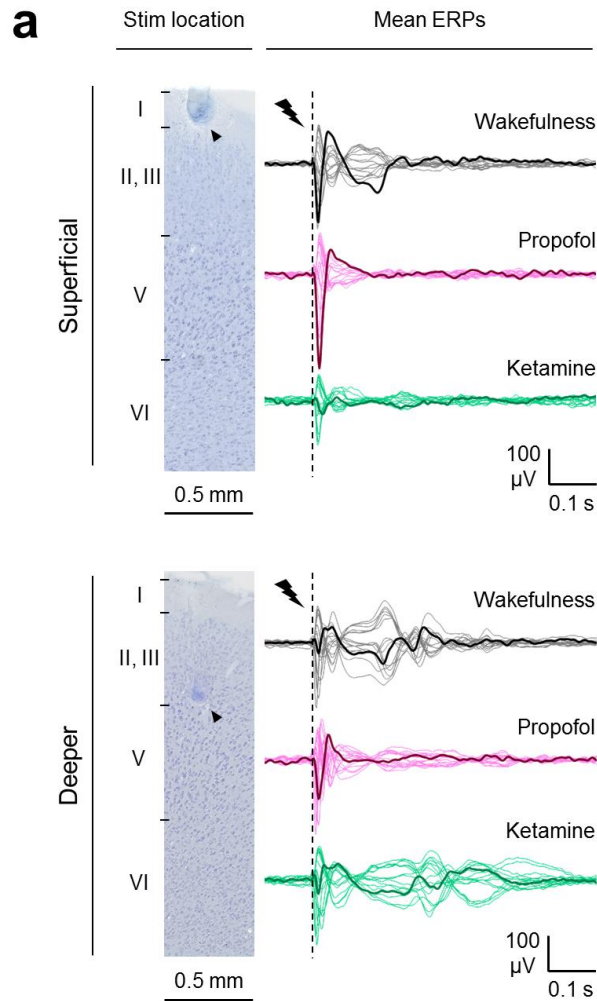 a
Stim location
Mean ERPs
Superficial
I
II, III
V
VI
0.5 mm
Wakefulness
Propofol
Ketamine
100
µV
0.1 s
Deeper
I
II, III
V
VI
0.5 mm
Wakefulness
Propofol
Ketamine
100
µV
0.1 s